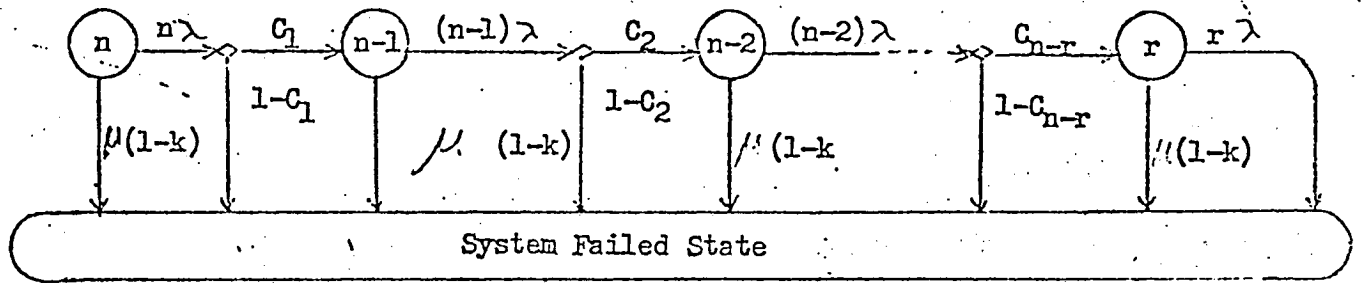 n nλ C₁ n-1 (n-1)λ C₂ n-2 (n-2)λ Cₙ₋ᵣ r r λ
1-C₁ 1-C₂ 1-Cₙ₋ᵣ
μ(1-k) μ (1-k) μ(1-k μ(1-k)
System Failed State